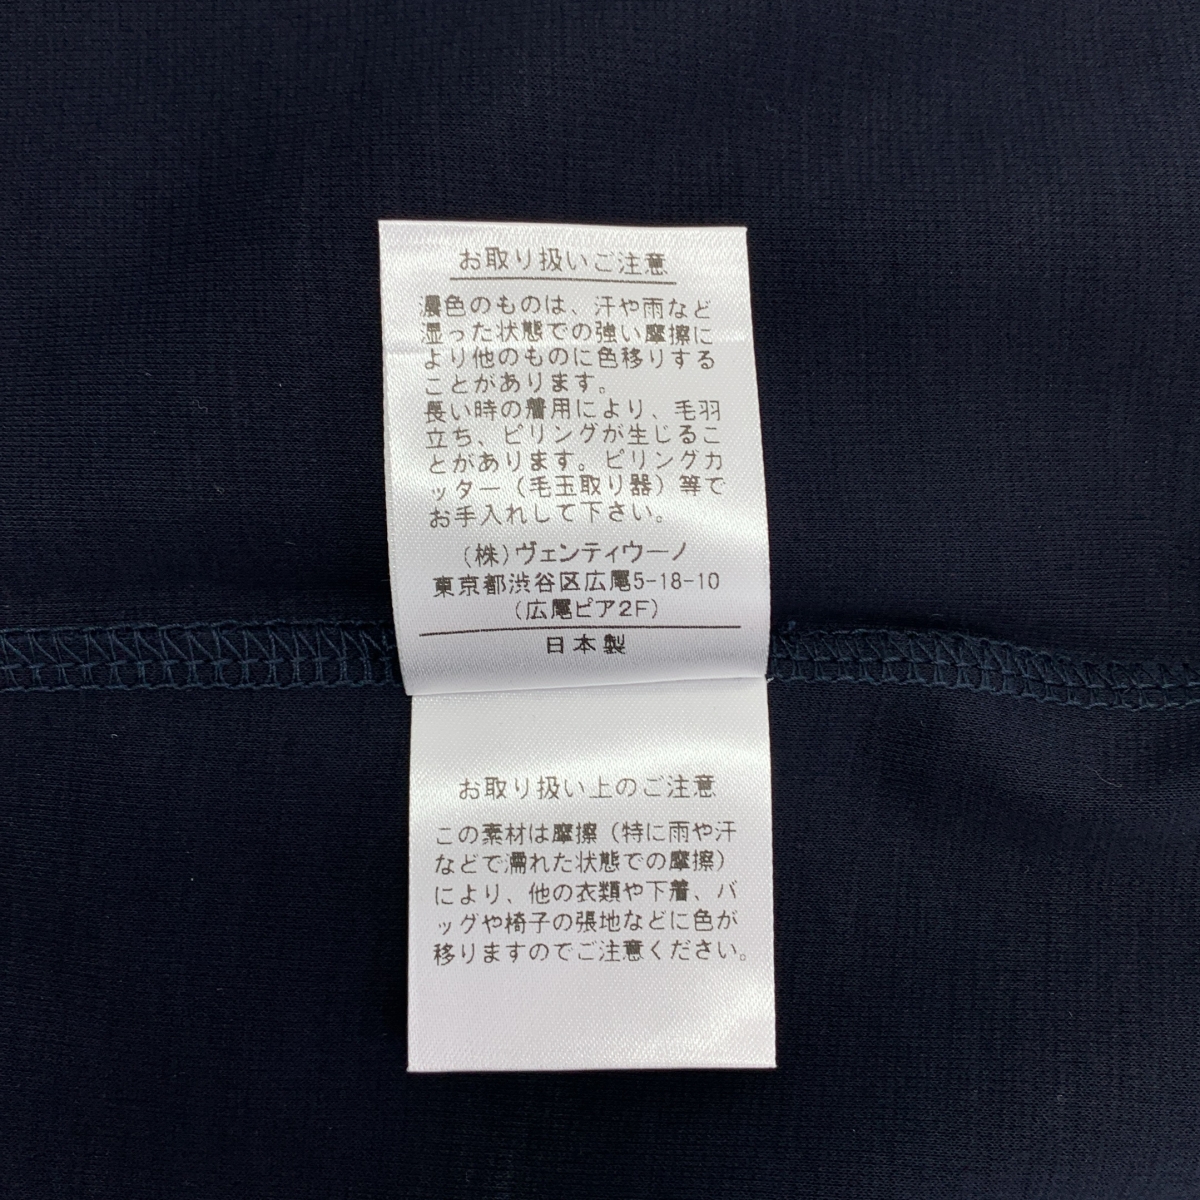 お取り扱いご注意
濃色のものは、汗や雨など
湿った状態での強い摩擦に
より他のものに色移りする
ことがあります。
長い時の着用により、毛羽
立ち、ピリングが生じるこ
とがあります。ピリングカ
ッター（毛玉取り器）等で
お手入れして下さい。
(株)ヴェンティウーノ
東京都渋谷区広尾5-18-10
(広尾ピア2F)
日本製
お取り扱い上のご注意
この素材は摩擦（特に雨や汗
などで濡れた状態での摩擦）
により、他の衣類や下着、バ
ッグや椅子の張地などに色が
移りますのでご注意ください。